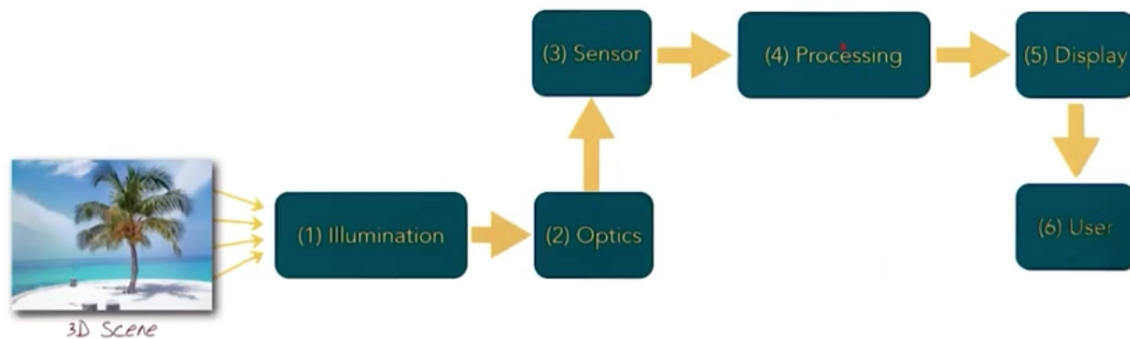 (3) Sensor
(4) Processing
(5) Display
(1) Illumination
(2) Optics
(6) User
3D Scene